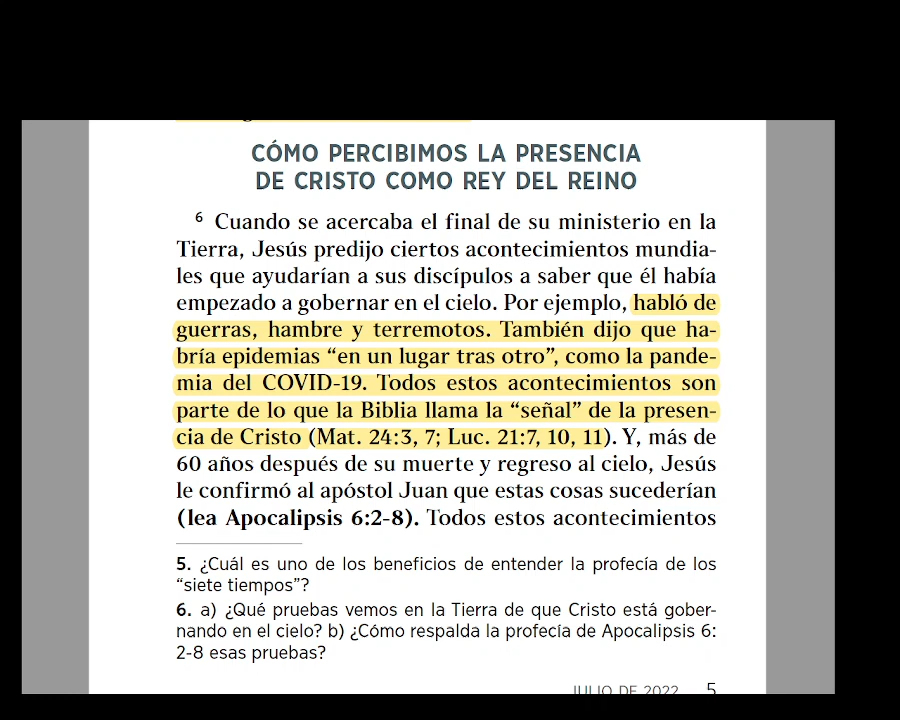 CÓMO PERCIBIMOS LA PRESENCIA
DE CRISTO COMO REY DEL REINO
6 Cuando se acercaba el final de su ministerio en la
Tierra, Jesús predijo ciertos acontecimientos mundia-
les que ayudarían a sus discípulos a saber que él había
empezado a gobernar en el cielo. Por ejemplo, habló de
guerras, hambre y terremotos. También dijo que ha-
bría epidemias “en un lugar tras otro”, como la pande-
mia del COVID-19. Todos estos acontecimientos son
parte de lo que la Biblia llama la “señal” de la presen-
cia de Cristo (Mat. 24:3, 7; Luc. 21:7, 10, 11). Y, más de
60 años después de su muerte y regreso al cielo, Jesús
le confirmó al apóstol Juan que estas cosas sucederían
(lea Apocalipsis 6:2-8). Todos estos acontecimientos
5. ¿Cuál es uno de los beneficios de entender la profecía de los
“siete tiempos”?
6. a) ¿Qué pruebas vemos en la Tierra de que Cristo está gober-
nando en el cielo? b) ¿Cómo respalda la profecía de Apocalipsis 6:
2-8 esas pruebas?
JULIO DE 2022 5